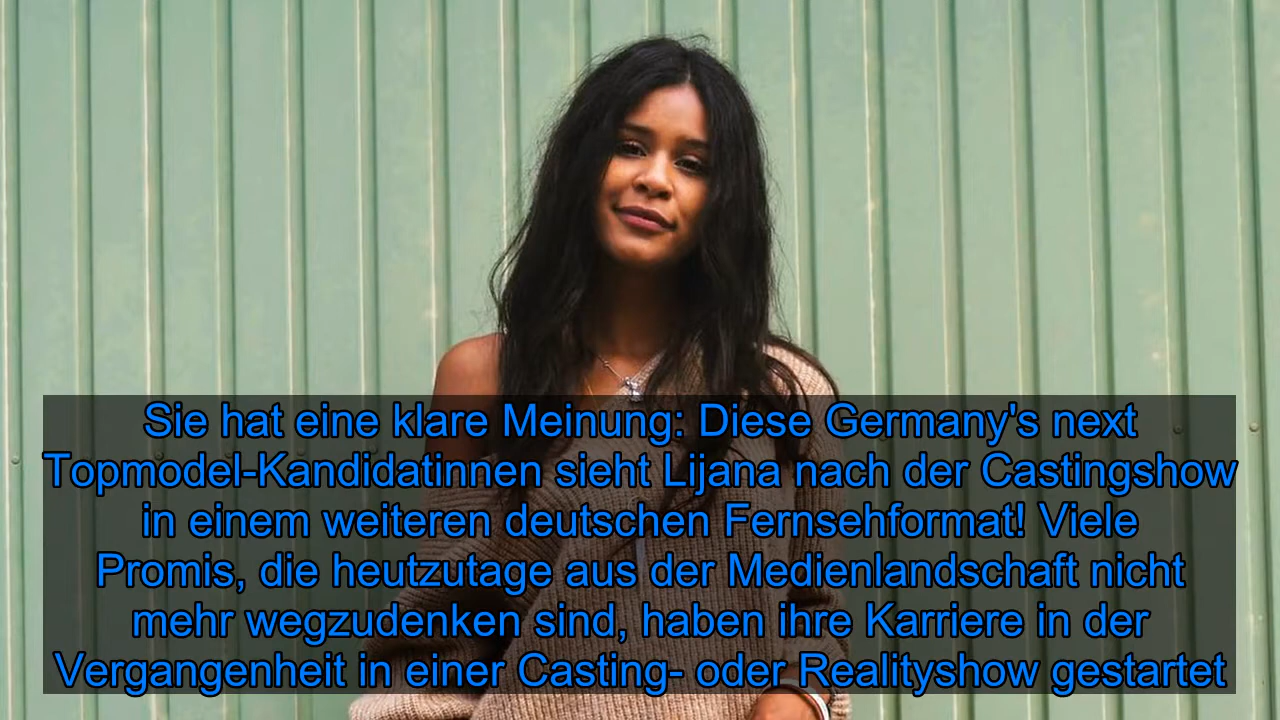 Sie hat eine klare Meinung: Diese Germany's next
Topmodel-Kandidatinnen sieht Lijana nach der Castingshow
in einem weiteren deutschen Fernsehformat! Viele
Promis, die heutzutage aus der Medienlandschaft nicht
mehr wegzudenken sind, haben ihre Karriere in der
Vergangenheit in einer Casting- oder Realityshow gestartet